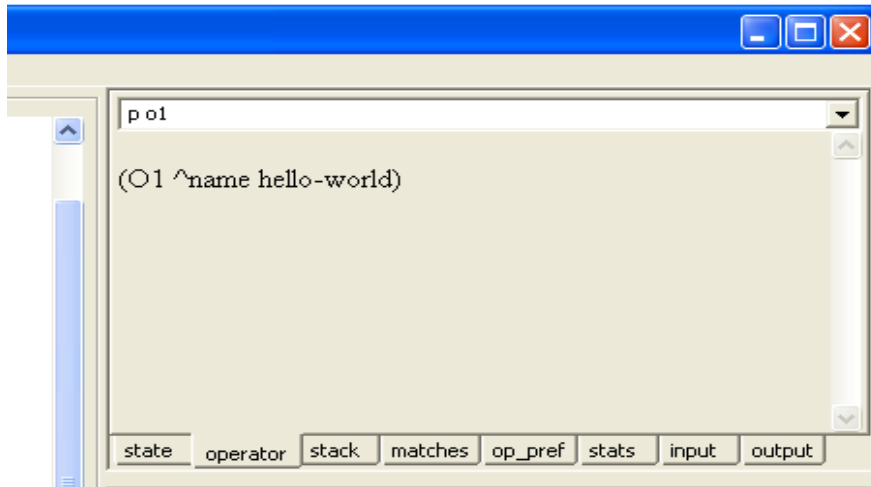 p o1
(O1 ^name hello-world)
state operator stack matches op_pref stats input output